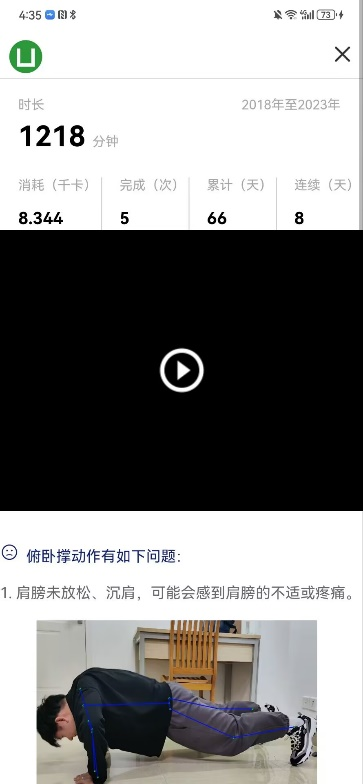 4:35
73
时长
2018年至2023年
1218 分钟
消耗（千卡） 完成（次） 累计（天） 连续（天）
8.344 5 66 8
俯卧撑动作有如下问题：
1. 肩膀未放松、沉肩，可能会感到肩膀的不适或疼痛。